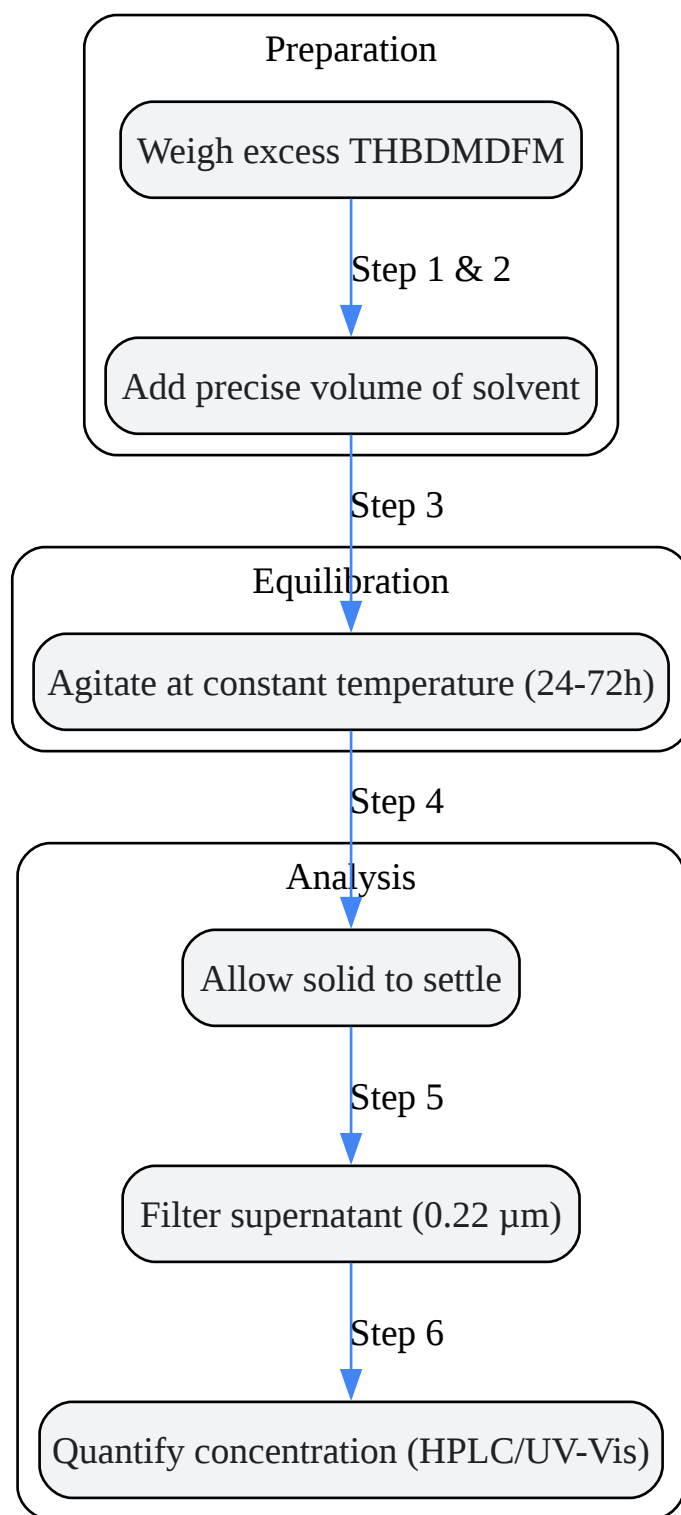 Preparation
Weigh excess THBDMDFM
Step 1 & 2
Add precise volume of solvent
Step 3
Equilibration
Agitate at constant temperature (24-72h)
Step 4
Analysis
Allow solid to settle
Step 5
Filter supernatant (0.22 µm)
Step 6
Quantify concentration (HPLC/UV-Vis)